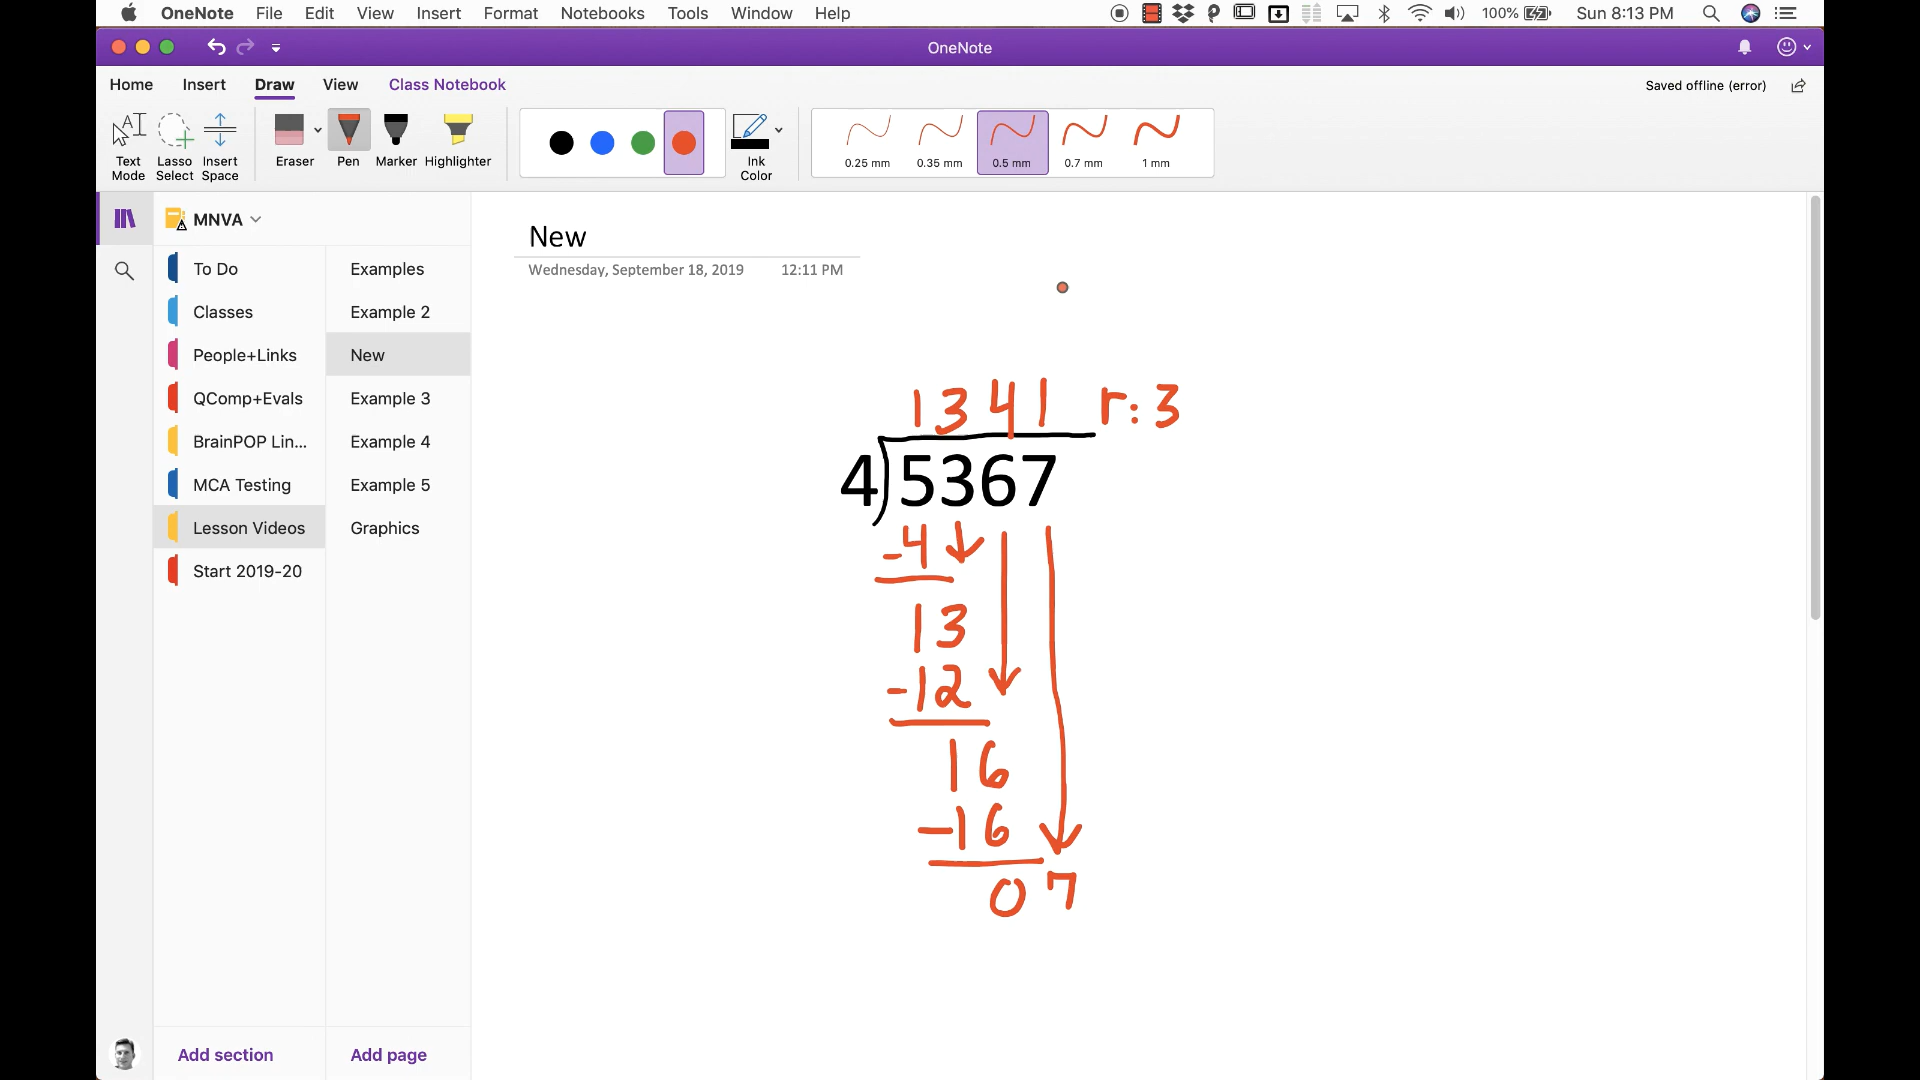 OneNote File Edit View Insert Format Notebooks Tools Window Help 100% Sun 8:13 PM
OneNote
Home Insert Draw View Class Notebook Saved offline (error)
Text Mode Lasso Select Insert Space Eraser Pen Marker Highlighter Ink Color 0.25 mm 0.35 mm 0.5 mm 0.7 mm 1 mm
MNVA
To Do
Classes
People+Links
QComp+Evals
BrainPOP Lin...
MCA Testing
Lesson Videos
Start 2019-20
Add section
Examples
Example 2
New
Example 3
Example 4
Example 5
Graphics
Add page
New
Wednesday, September 18, 2019 12:11 PM
1341 r:3
4)5367
-4
13
-12
16
-16
07